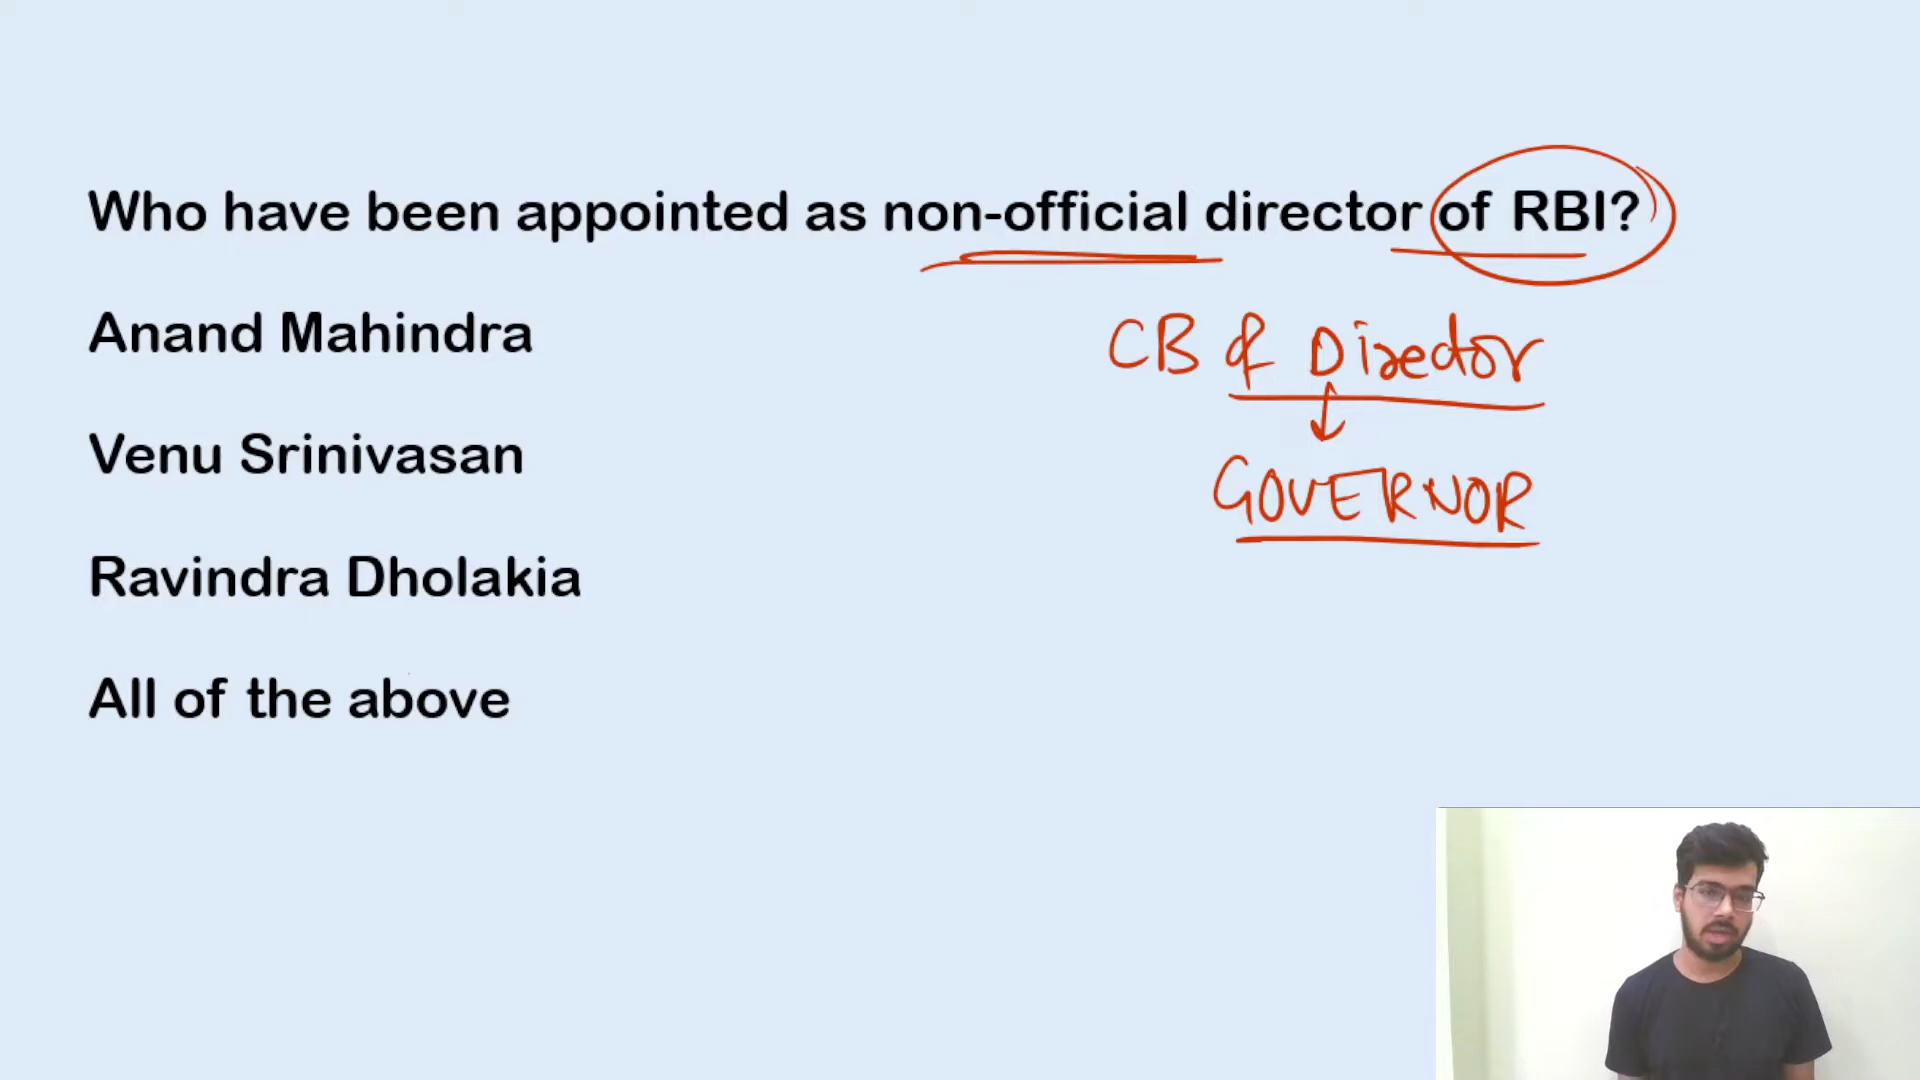 Who have been appointed as non-official director of RBI?
Anand Mahindra
CB of Director
Venu Srinivasan
GOVERNOR
Ravindra Dholakia
All of the above